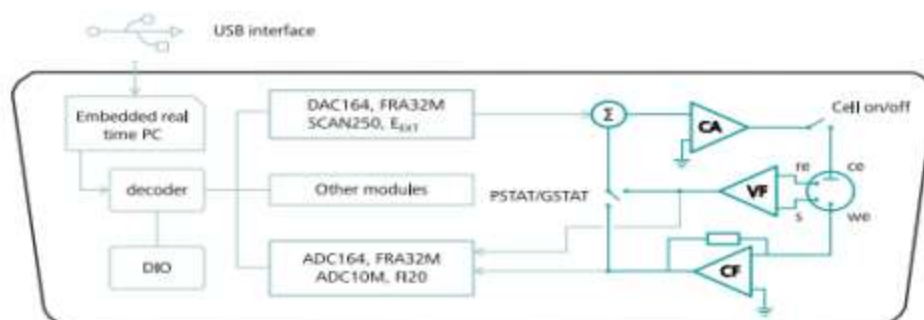 USB interface
Embedded real
time PC
DAC164, FRA32M
SCAN250, EEXT
Σ
CA
Cell on/off
re
ce
decoder
Other modules
PSTAT/GSTAT
VF
s
we
DIO
ADC164, FRA32M
ADC10M, FI20
CF